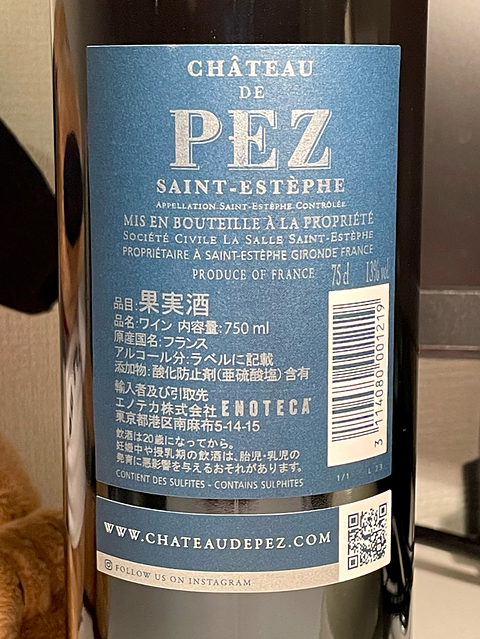 CHÂTEAU
DE
PEZ
SAINT-ESTÈPHE
APPELLATION SAINT-ESTÈPHE CONTRÔLÉE
MIS EN BOUTEILLE À LA PROPRIÉTÉ
SOCIÉTÉ CIVILE LA SALLE SAINT-ESTÈPHE
PROPRIÉTAIRE À SAINT-ESTÈPHE GIRONDE FRANCE
PRODUCE OF FRANCE 75 cl 13% vol
品目:果実酒
品名:ワイン 内容量:750 ml
原産国名:フランス
アルコール分:ラベルに記載
添加物:酸化防止剤(亜硫酸塩)含有
輸入者及び引取先
エノテカ株式会社 ENOTECA
東京都港区南麻布5-14-15
飲酒は20歳になってから。
妊娠中や授乳期の飲酒は、胎児・乳児の
発育に悪影響を与えるおそれがあります。
CONTIENT DES SULFITES - CONTAINS SULPHITES
3 114080 001219
1/1 L 23
WWW.CHATEAUDEPEZ.COM
FOLLOW US ON INSTAGRAM